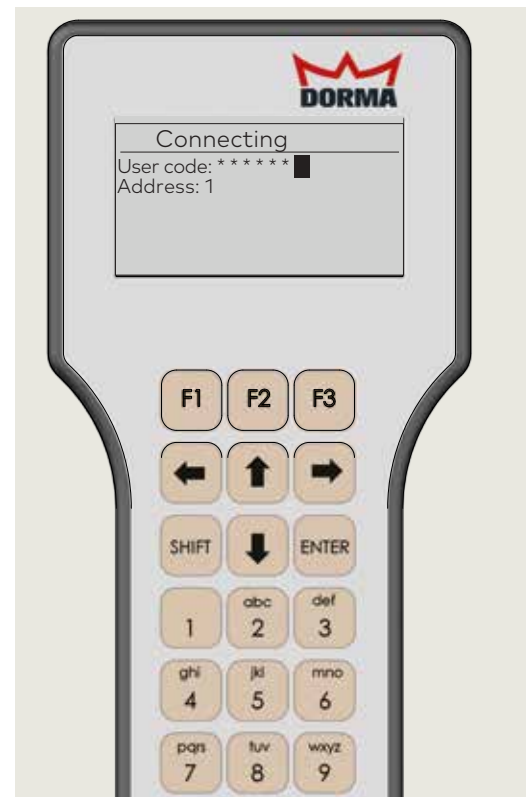 DORMA
Connecting
User code: * * * * * *
Address: 1
F1 F2 F3
SHIFT ENTER
abc def
1 2 3
ghi jkl mno
4 5 6
pqrs tuv wxyz
7 8 9